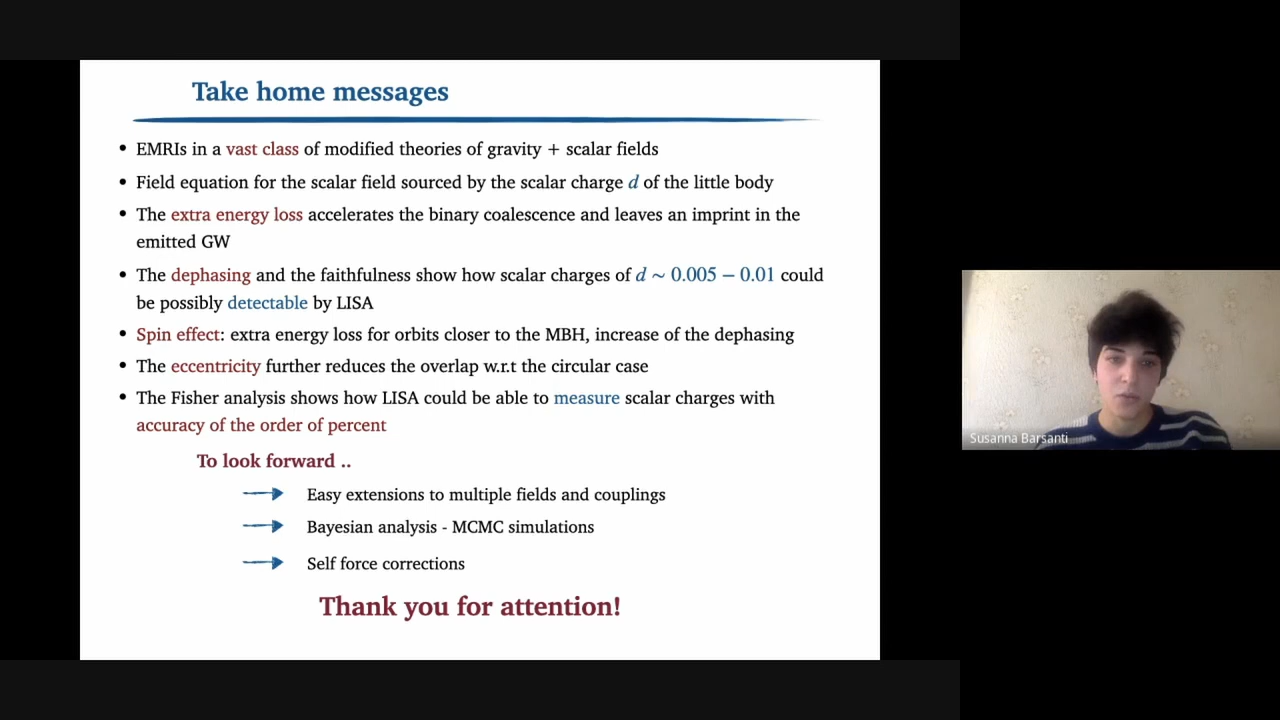 Take home messages
• EMRIs in a vast class of modified theories of gravity + scalar fields
• Field equation for the scalar field sourced by the scalar charge d of the little body
• The extra energy loss accelerates the binary coalescence and leaves an imprint in the
emitted GW
• The dephasing and the faithfulness show how scalar charges of d ∼ 0.005 − 0.01 could
be possibly detectable by LISA
• Spin effect: extra energy loss for orbits closer to the MBH, increase of the dephasing
• The eccentricity further reduces the overlap w.r.t the circular case
• The Fisher analysis shows how LISA could be able to measure scalar charges with
accuracy of the order of percent
To look forward ..
Easy extensions to multiple fields and couplings
Bayesian analysis - MCMC simulations
Self force corrections
Thank you for attention!
Susanna Barsanti